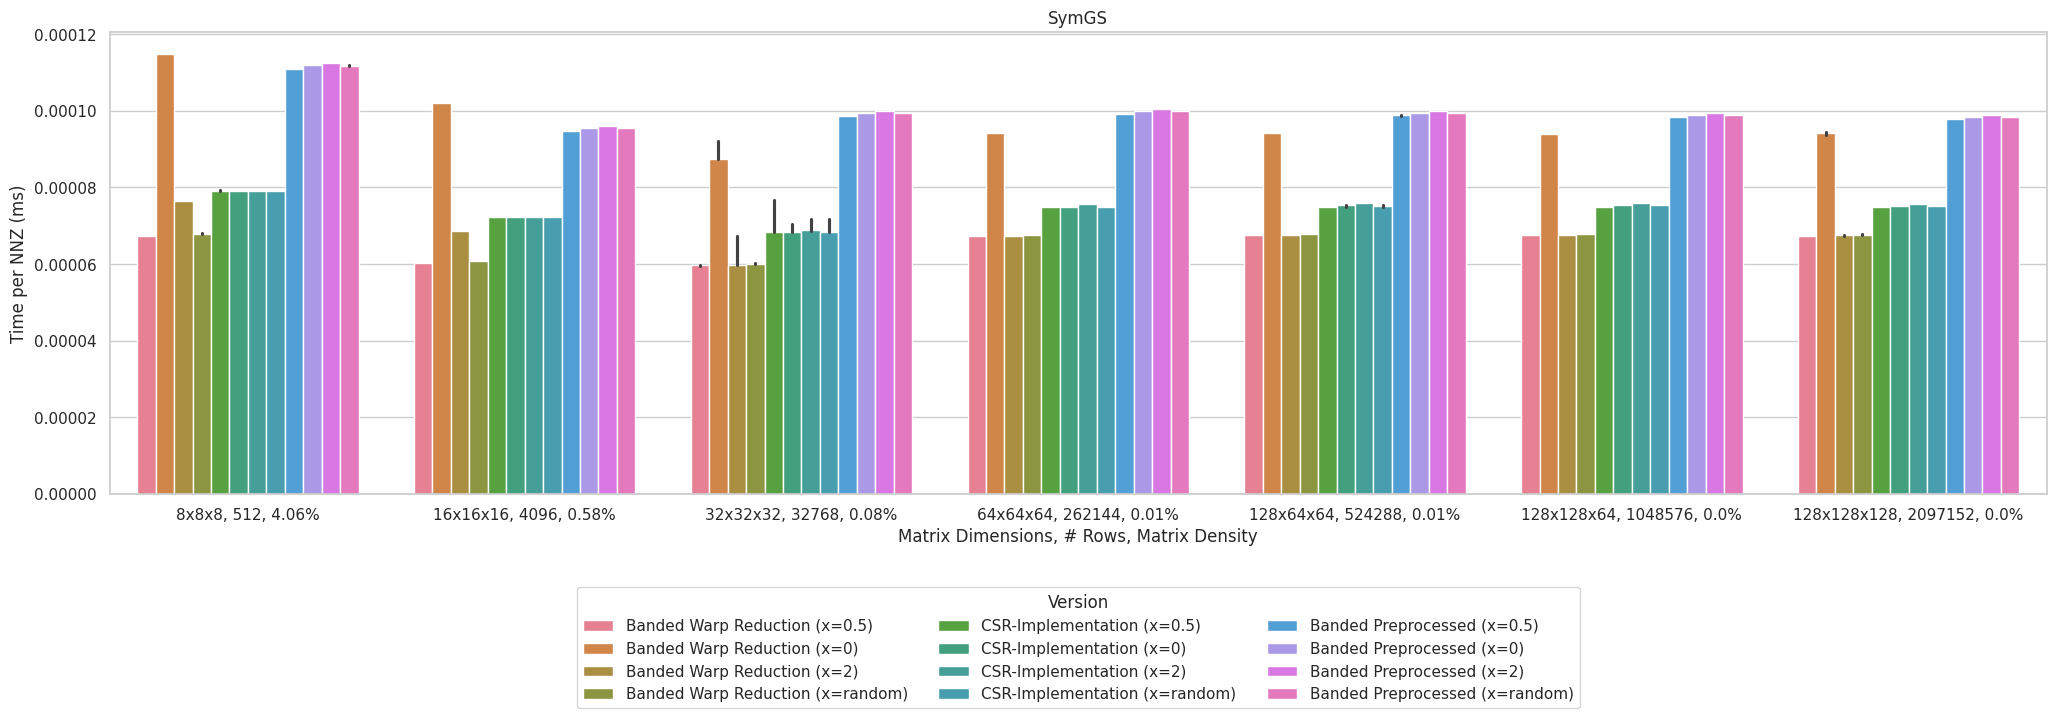 SymGS
0.00012
0.00010
0.00008
0.00006
0.00004
0.00002
0.00000
Time per NNZ (ms)
8x8x8, 512, 4.06%
16x16x16, 4096, 0.58%
32x32x32, 32768, 0.08%
64x64x64, 262144, 0.01%
128x64x64, 524288, 0.01%
128x128x64, 1048576, 0.0%
128x128x128, 2097152, 0.0%
Matrix Dimensions, # Rows, Matrix Density
Version
Banded Warp Reduction (x=0.5)
Banded Warp Reduction (x=0)
Banded Warp Reduction (x=2)
Banded Warp Reduction (x=random)
CSR-Implementation (x=0.5)
CSR-Implementation (x=0)
CSR-Implementation (x=2)
CSR-Implementation (x=random)
Banded Preprocessed (x=0.5)
Banded Preprocessed (x=0)
Banded Preprocessed (x=2)
Banded Preprocessed (x=random)